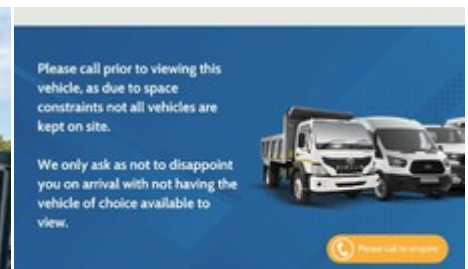 Please call prior to viewing this
vehicle, as due to space
constraints not all vehicles are
kept on site.
We only ask as not to disappoint
you on arrival with not having the
vehicle of choice available to
view.
Please call to enquire